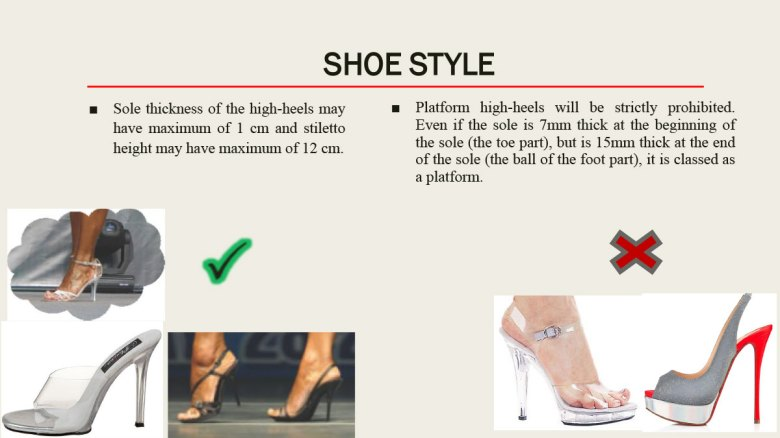 SHOE STYLE
■ Sole thickness of the high-heels may
have maximum of 1 cm and stiletto
height may have maximum of 12 cm.
■ Platform high-heels will be strictly prohibited.
Even if the sole is 7mm thick at the beginning of
the sole (the toe part), but is 15mm thick at the end
of the sole (the ball of the foot part), it is classed as
a platform.